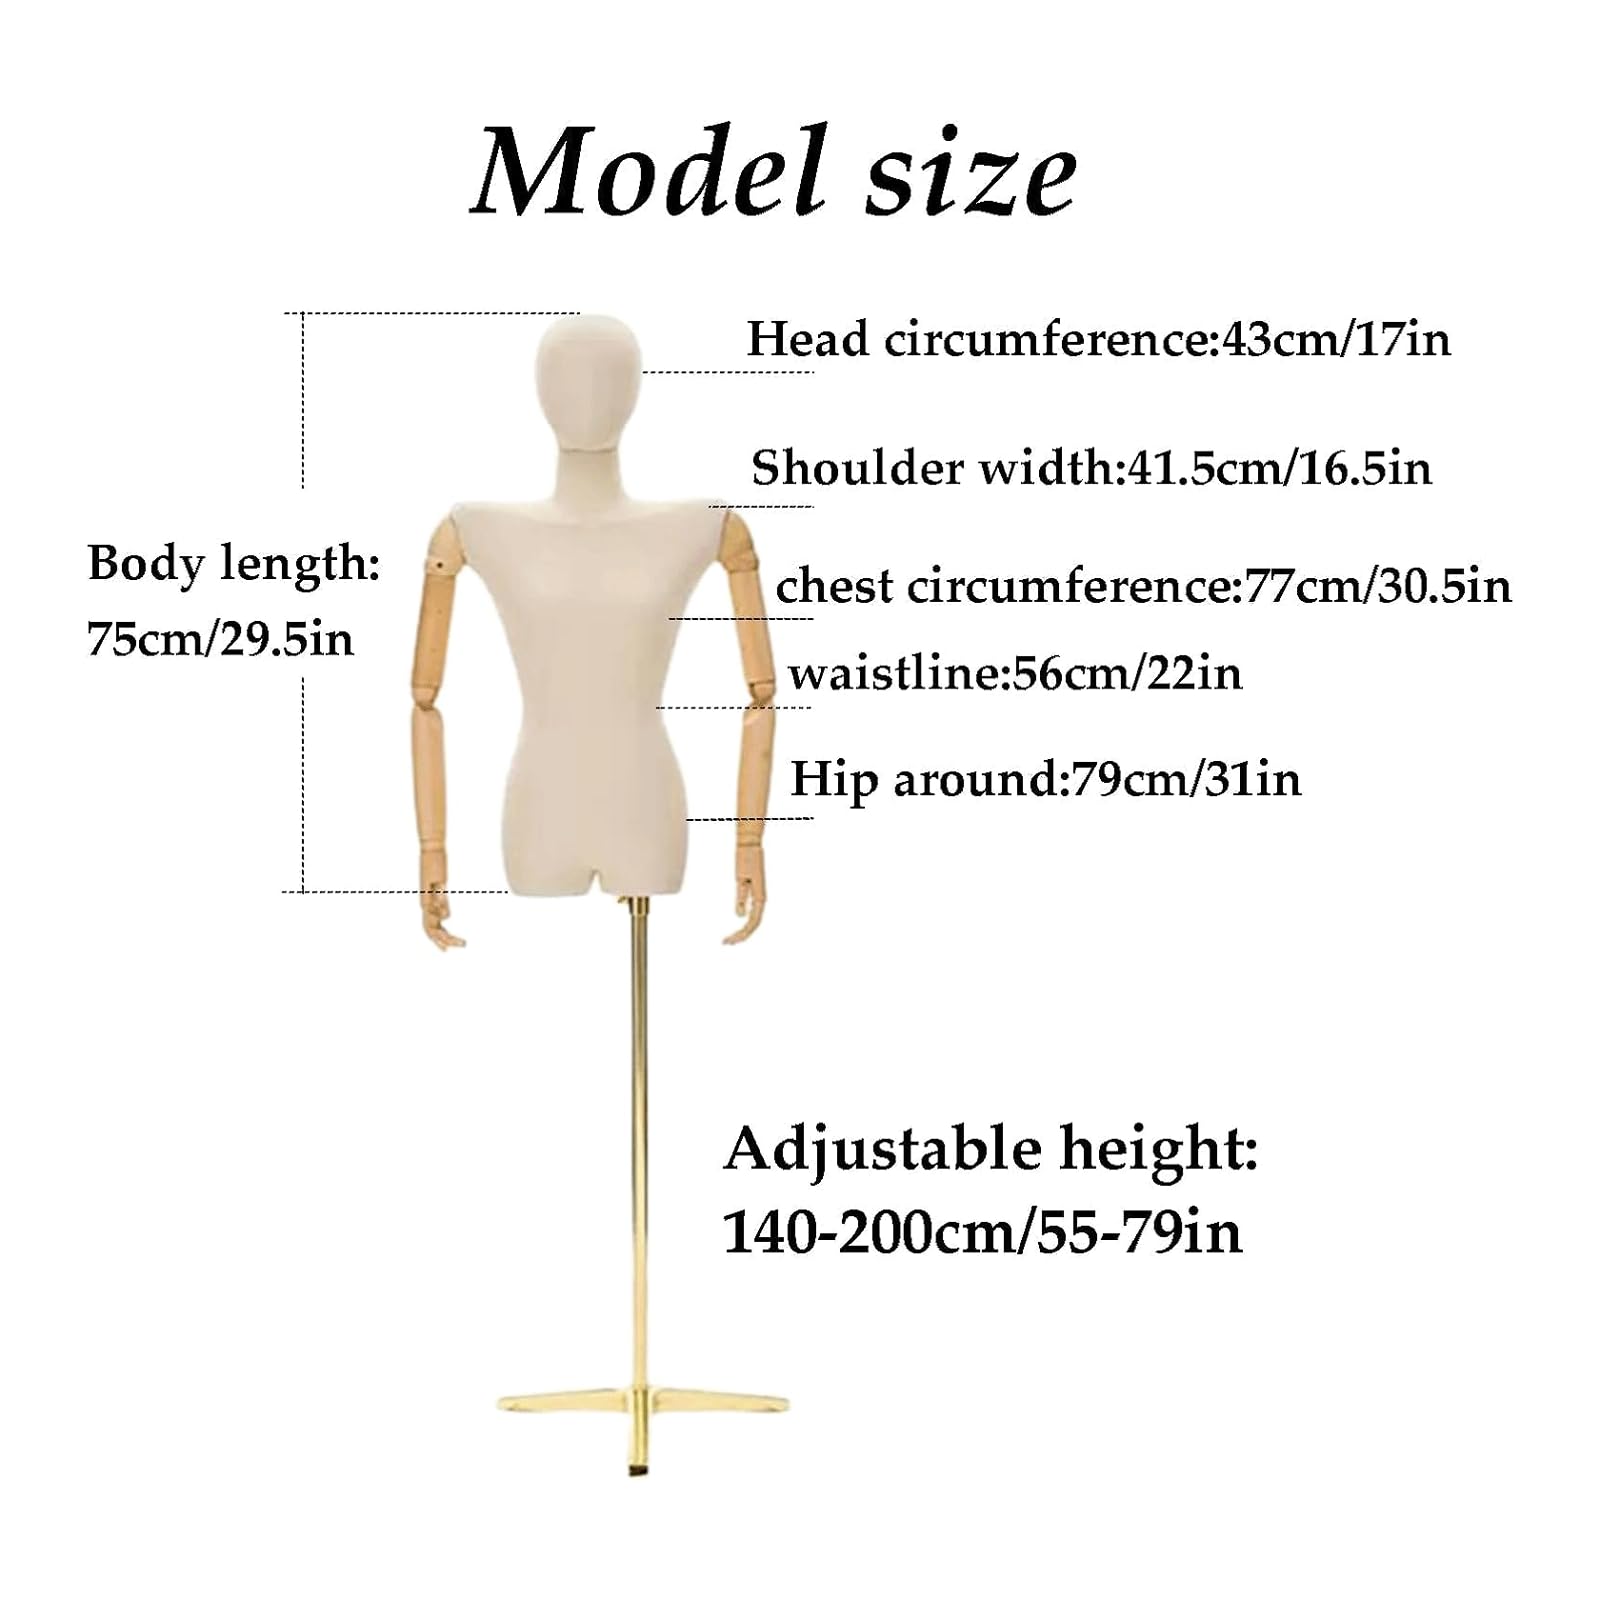 Model size
Head circumference:43cm/17in
Shoulder width:41.5cm/16.5in
Body length:
75cm/29.5in
chest circumference:77cm/30.5in
waistline:56cm/22in
Hip around:79cm/31in
Adjustable height:
140-200cm/55-79in